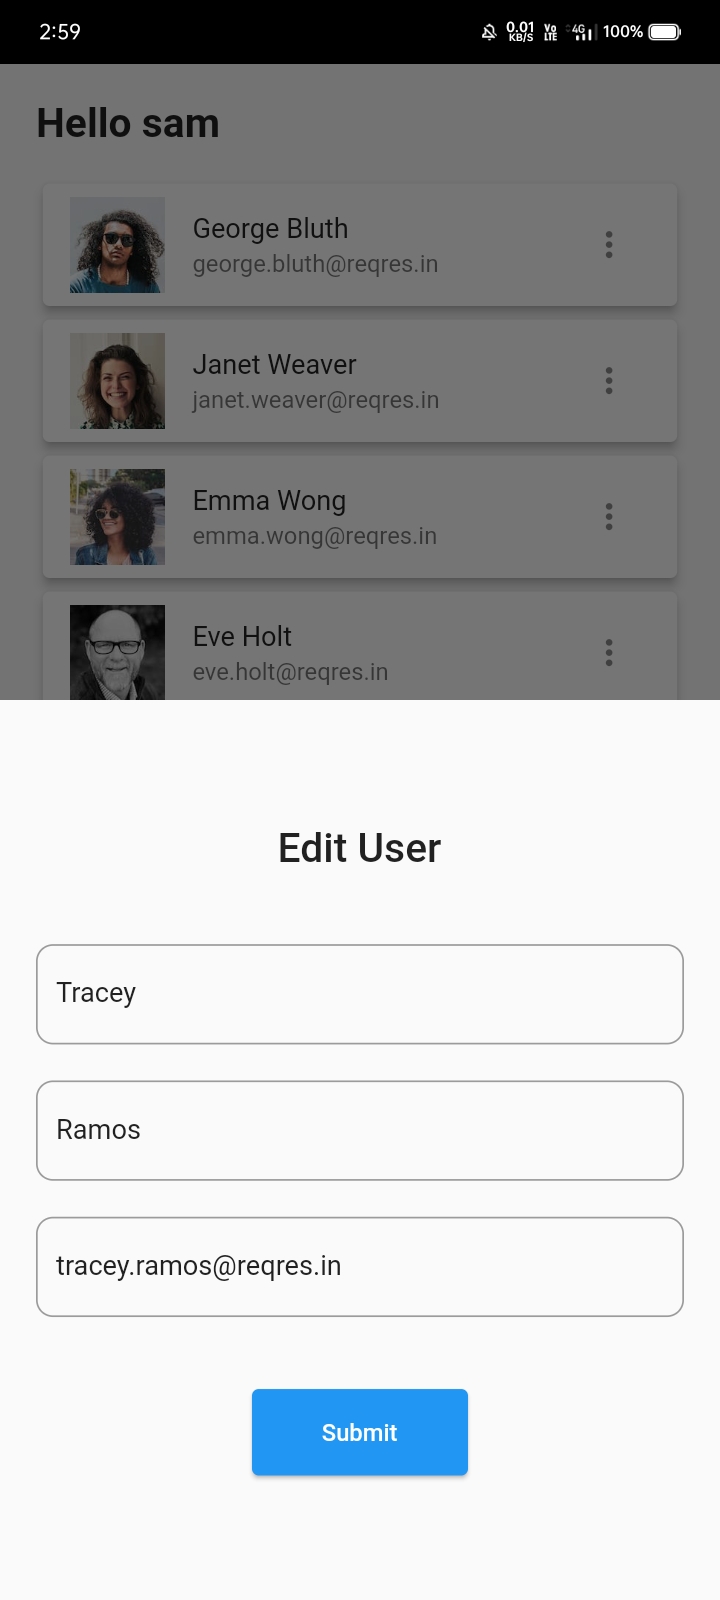 2:59 0.01 KB/S Vo LTE 4G 100%
Hello sam
George Bluth
george.bluth@reqres.in
Janet Weaver
janet.weaver@reqres.in
Emma Wong
emma.wong@reqres.in
Eve Holt
eve.holt@reqres.in
Edit User
Tracey
Ramos
tracey.ramos@reqres.in
Submit